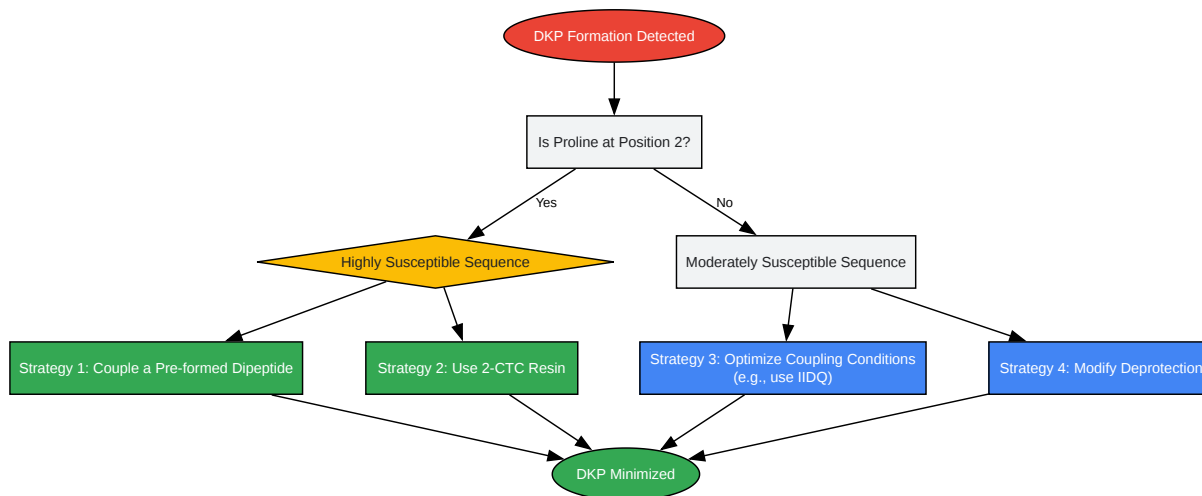 DKP Formation Detected
Is Proline at Position 2?
Yes
No
Highly Susceptible Sequence
Moderately Susceptible Sequence
Strategy 1: Couple a Pre-formed Dipeptide
Strategy 2: Use 2-CTC Resin
Strategy 3: Optimize Coupling Conditions
(e.g., use IIDQ)
Strategy 4: Modify Deprotection
DKP Minimized